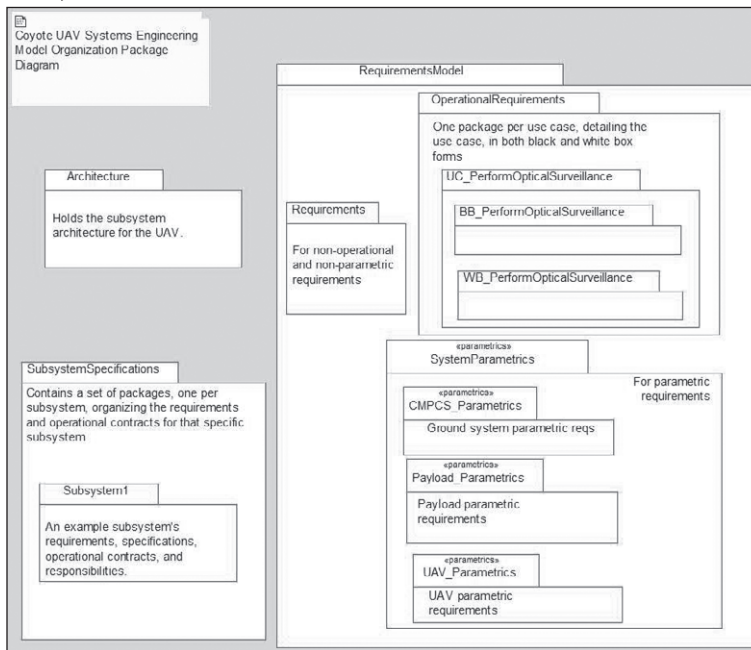 Coyote UAV Systems Engineering
Model Organization Package
Diagram
RequirementsModel
OperationalRequirements
One package per use case, detailing the
use case, in both black and white box
forms
UC_PerformOpticalSurveillance
BB_PerformOpticalSurveillance
WB_PerformOpticalSurveillance
Architecture
Holds the subsystem
architecture for the UAV.
Requirements
For non-operational
and non-parametric
requirements
«parametrics»
SystemParametrics
For parametric
requirements
«parametrics»
CMPCS_Parametrics
Ground system parametric reqs
«parametrics»
Payload_Parametrics
Payload parametric
requirements
«parametrics»
UAV_Parametrics
UAV parametric
requirements
SubsystemSpecifications
Contains a set of packages, one per
subsystem, organizing the requirements
and operational contracts for that specific
subsystem
Subsystem1
An example subsystem's
requirements, specifications,
operational contracts, and
responsibilities.